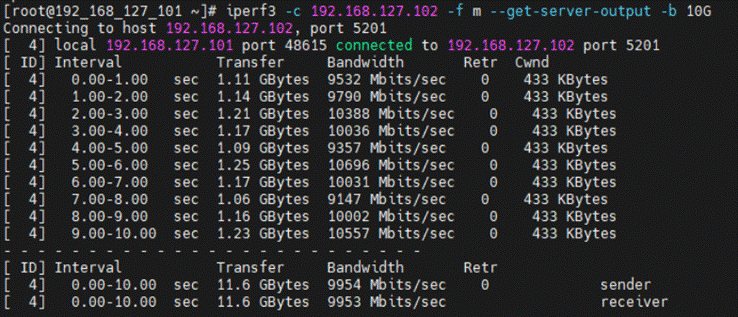 [root@192_168_127_101 ~]# iperf3 -c 192.168.127.102 -f m --get-server-output -b 10G
Connecting to host 192.168.127.102, port 5201
[  4] local 192.168.127.101 port 48615 connected to 192.168.127.102 port 5201
[ ID] Interval           Transfer     Bandwidth       Retr  Cwnd
[  4]   0.00-1.00   sec  1.11 GBytes  9532 Mbits/sec    0    433 KBytes
[  4]   1.00-2.00   sec  1.14 GBytes  9790 Mbits/sec    0    433 KBytes
[  4]   2.00-3.00   sec  1.21 GBytes  10388 Mbits/sec    0    433 KBytes
[  4]   3.00-4.00   sec  1.17 GBytes  10036 Mbits/sec    0    433 KBytes
[  4]   4.00-5.00   sec  1.09 GBytes  9357 Mbits/sec    0    433 KBytes
[  4]   5.00-6.00   sec  1.25 GBytes  10696 Mbits/sec    0    433 KBytes
[  4]   6.00-7.00   sec  1.17 GBytes  10031 Mbits/sec    0    433 KBytes
[  4]   7.00-8.00   sec  1.06 GBytes  9147 Mbits/sec    0    433 KBytes
[  4]   8.00-9.00   sec  1.16 GBytes  10002 Mbits/sec    0    433 KBytes
[  4]   9.00-10.00  sec  1.23 GBytes  10557 Mbits/sec    0    433 KBytes
- - - - - - - - - - - - - - - - - - - - - - - - -
[ ID] Interval           Transfer     Bandwidth       Retr
[  4]   0.00-10.00  sec  11.6 GBytes  9954 Mbits/sec    0             sender
[  4]   0.00-10.00  sec  11.6 GBytes  9953 Mbits/sec                  receiver